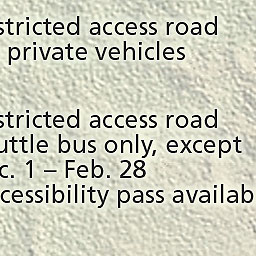 stricted access road
private vehicles
stricted access road
uttle bus only, except
c. 1 – Feb. 28
cessibility pass availab